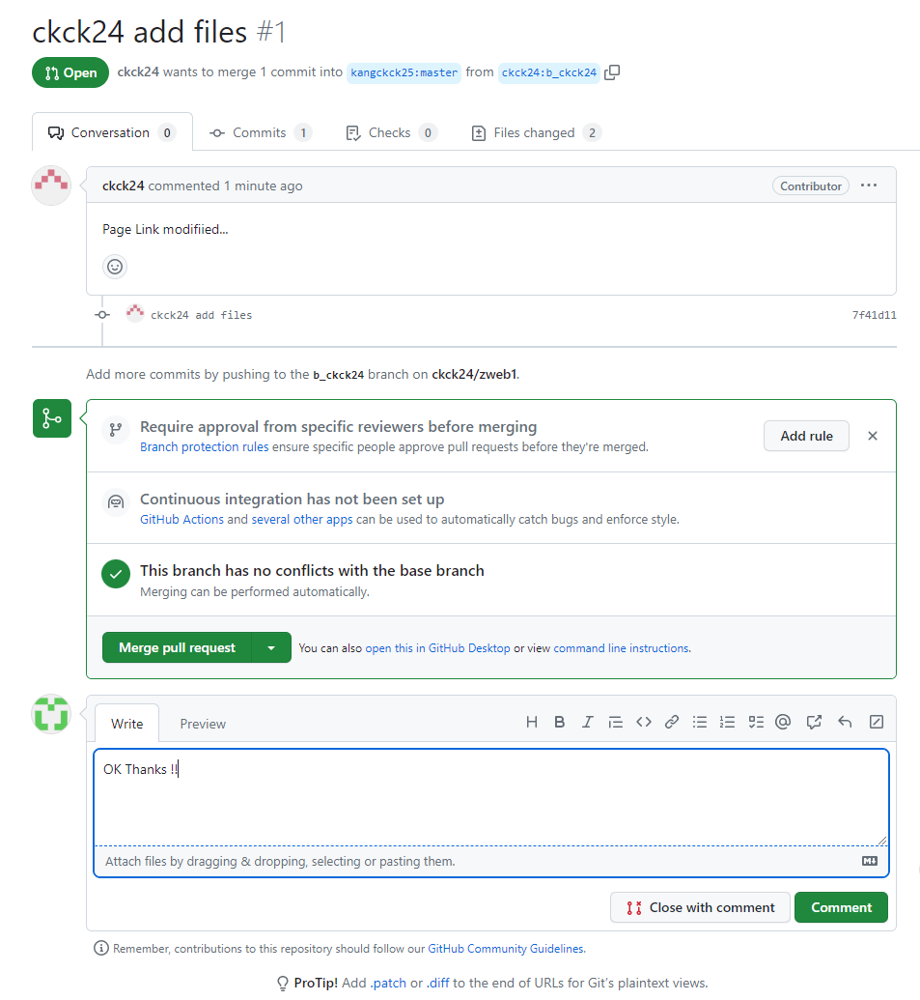 ckck24 add files #1
Open ckck24 wants to merge 1 commit into kangckck25:master from ckck24:b_ckck24
Conversation 0 Commits 1 Checks 0 Files changed 2
ckck24 commented 1 minute ago Contributor ...
Page Link modifiied...
ckck24 add files 7f41d11
Add more commits by pushing to the b_ckck24 branch on ckck24/zweb1.
Require approval from specific reviewers before merging
Branch protection rules ensure specific people approve pull requests before they're merged.
Add rule
Continuous integration has not been set up
GitHub Actions and several other apps can be used to automatically catch bugs and enforce style.
This branch has no conflicts with the base branch
Merging can be performed automatically.
Merge pull request You can also open this in GitHub Desktop or view command line instructions.
Write Preview
OK Thanks !!
Attach files by dragging & dropping, selecting or pasting them.
Close with comment Comment
Remember, contributions to this repository should follow our GitHub Community Guidelines.
ProTip! Add .patch or .diff to the end of URLs for Git's plaintext views.